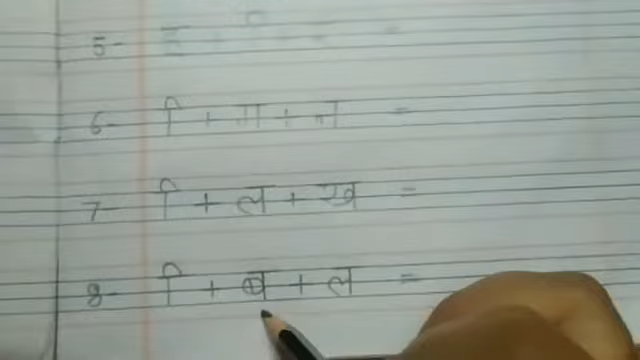 5- + =
6- ि + ग + न =
7- ि + ल + ख =
8- ि + ब + ल =